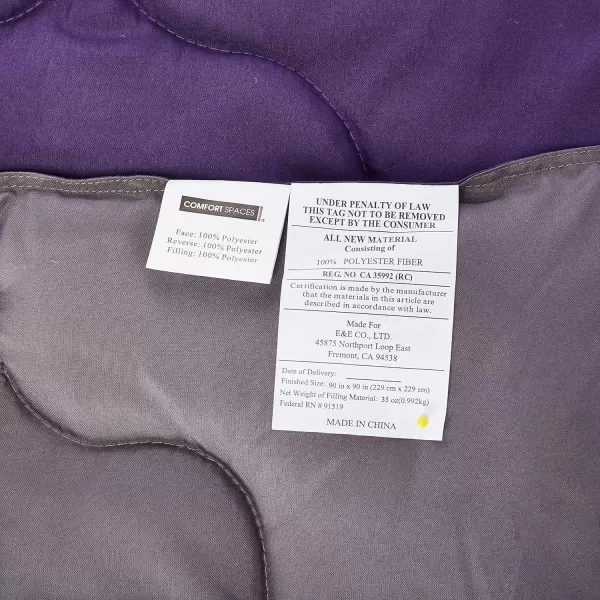 COMFORT SPACES
Face: 100% Polyester
Reverse: 100% Polyester
Filling: 100% Polyester
UNDER PENALTY OF LAW
THIS TAG NOT TO BE REMOVED
EXCEPT BY THE CONSUMER
ALL NEW MATERIAL
Consisting of
100% POLYESTER FIBER
REG. NO CA 35992 (RC)
Certification is made by the manufacturer
that the materials in this article are
described in accordance with law.
Made For
E&E CO., LTD.
45875 Northport Loop East
Fremont, CA 94538
Date of Delivery:
Finished Size: 90 in x 90 in (229 cm x 229 cm)
Net Weight of Filling Material: 35 oz(0.992kg)
Federal RN # 91519
MADE IN CHINA